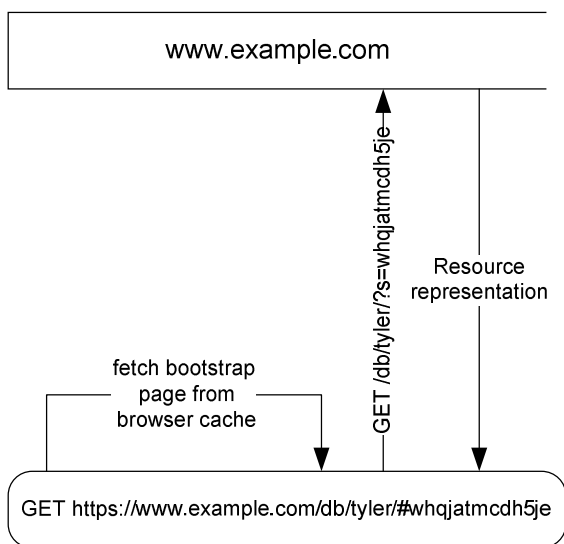 www.example.com
GET /db/tyler/?s=whqjatmcdh5je
Resource
representation
fetch bootstrap
page from
browser cache
GET https://www.example.com/db/tyler/#whqjatmcdh5je